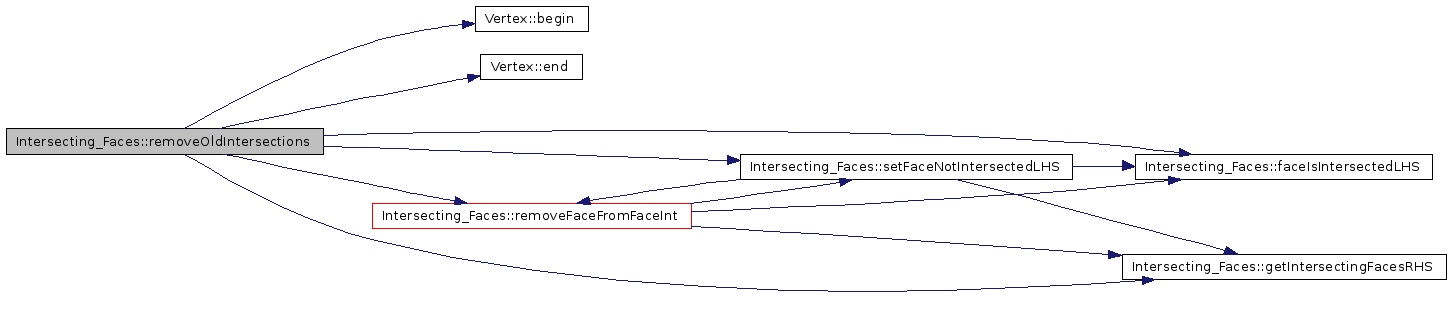 Vertex::begin
Vertex::end
Intersecting_Faces::removeOldIntersections
Intersecting_Faces::setFaceNotIntersectedLHS
Intersecting_Faces::faceIsIntersectedLHS
Intersecting_Faces::removeFaceFromFaceInt
Intersecting_Faces::getIntersectingFacesRHS